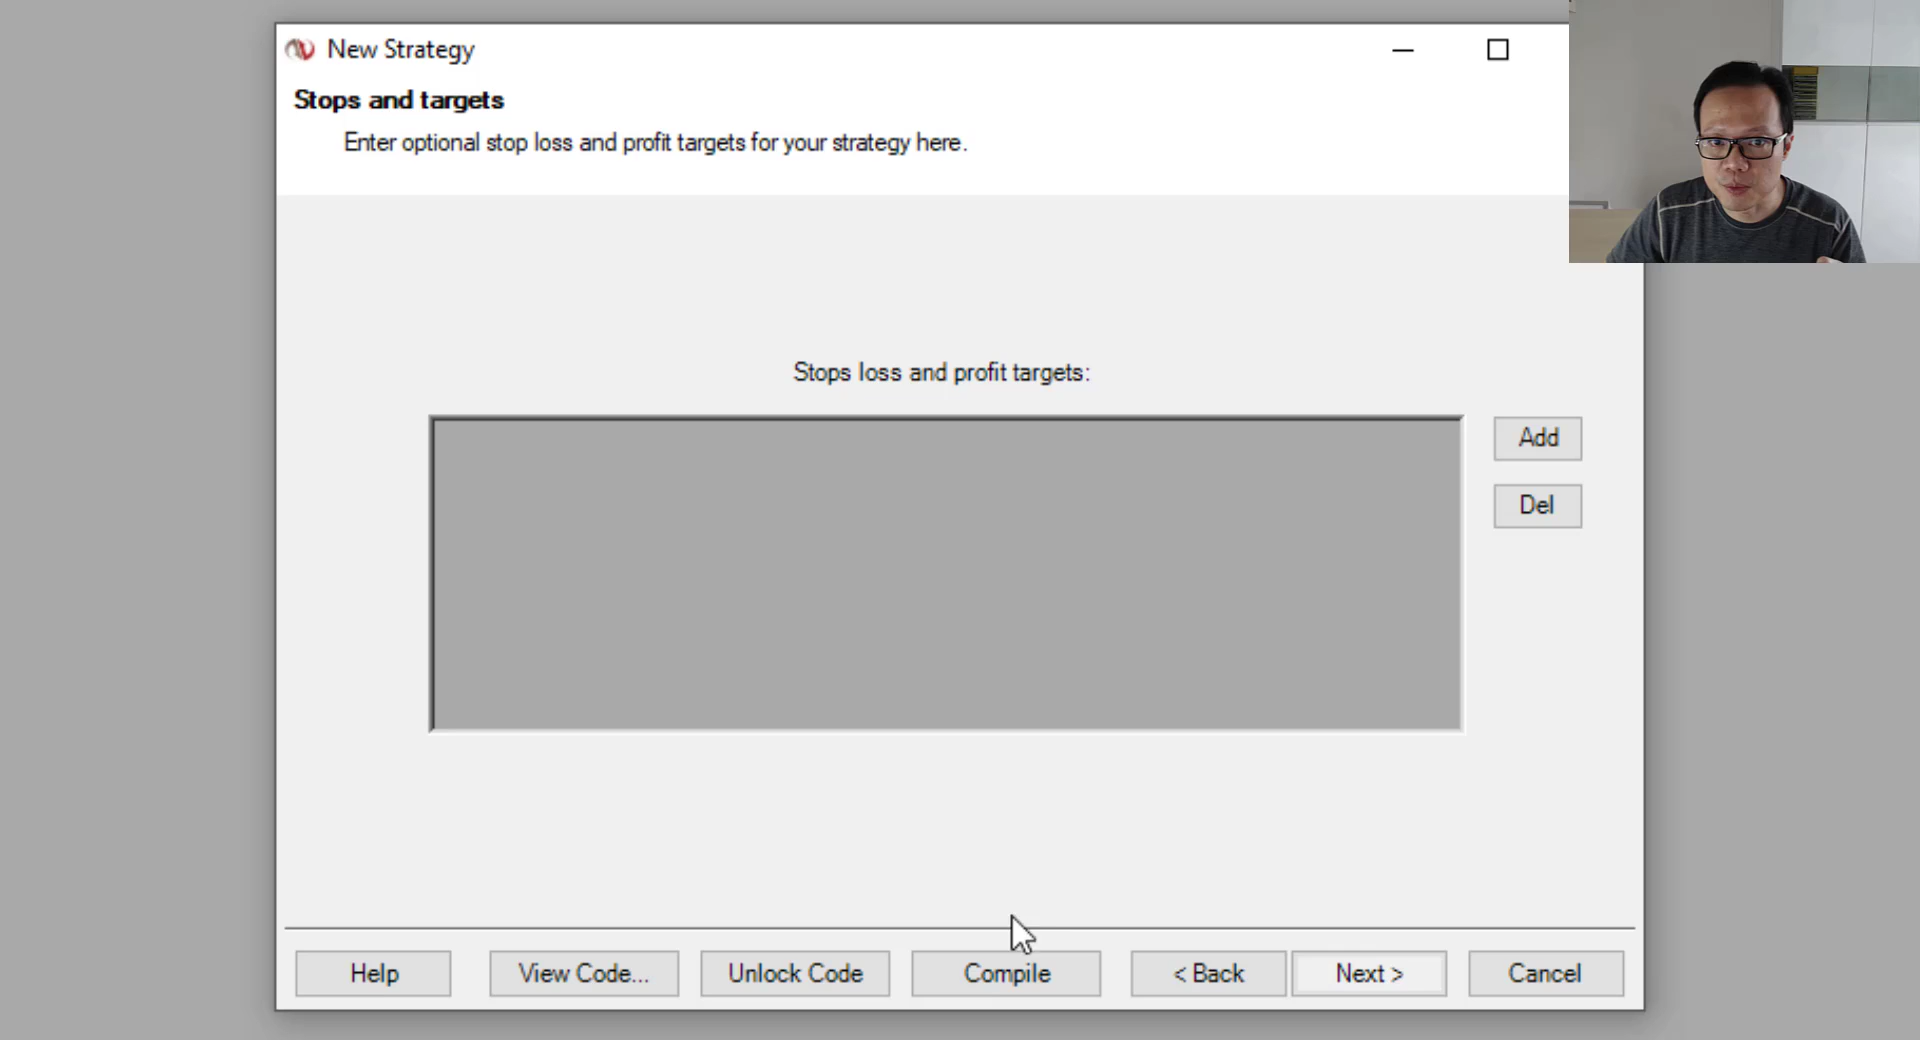 New Strategy
Stops and targets
Enter optional stop loss and profit targets for your strategy here.
Stops loss and profit targets:
Add
Del
Help
View Code...
Unlock Code
Compile
< Back
Next >
Cancel